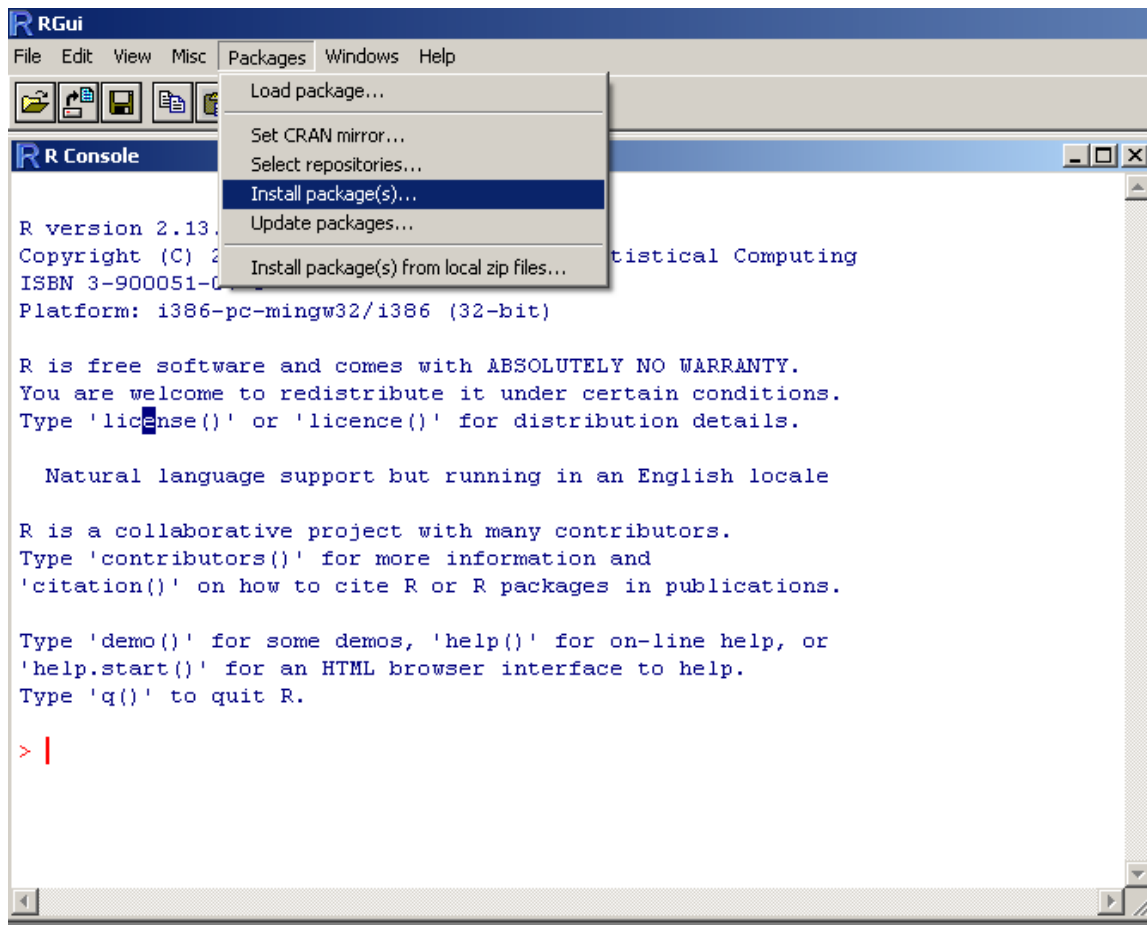 RGui
File Edit View Misc Packages Windows Help
Load package...
Set CRAN mirror...
Select repositories...
Install package(s)...
Update packages...
Install package(s) from local zip files...
R Console
R version 2.13.
Copyright (C) tistical Computing
ISBN 3-900051-
Platform: i386-pc-mingw32/i386 (32-bit)
R is free software and comes with ABSOLUTELY NO WARRANTY.
You are welcome to redistribute it under certain conditions.
Type 'license()' or 'licence()' for distribution details.
Natural language support but running in an English locale
R is a collaborative project with many contributors.
Type 'contributors()' for more information and
'citation()' on how to cite R or R packages in publications.
Type 'demo()' for some demos, 'help()' for on-line help, or
'help.start()' for an HTML browser interface to help.
Type 'q()' to quit R.
>